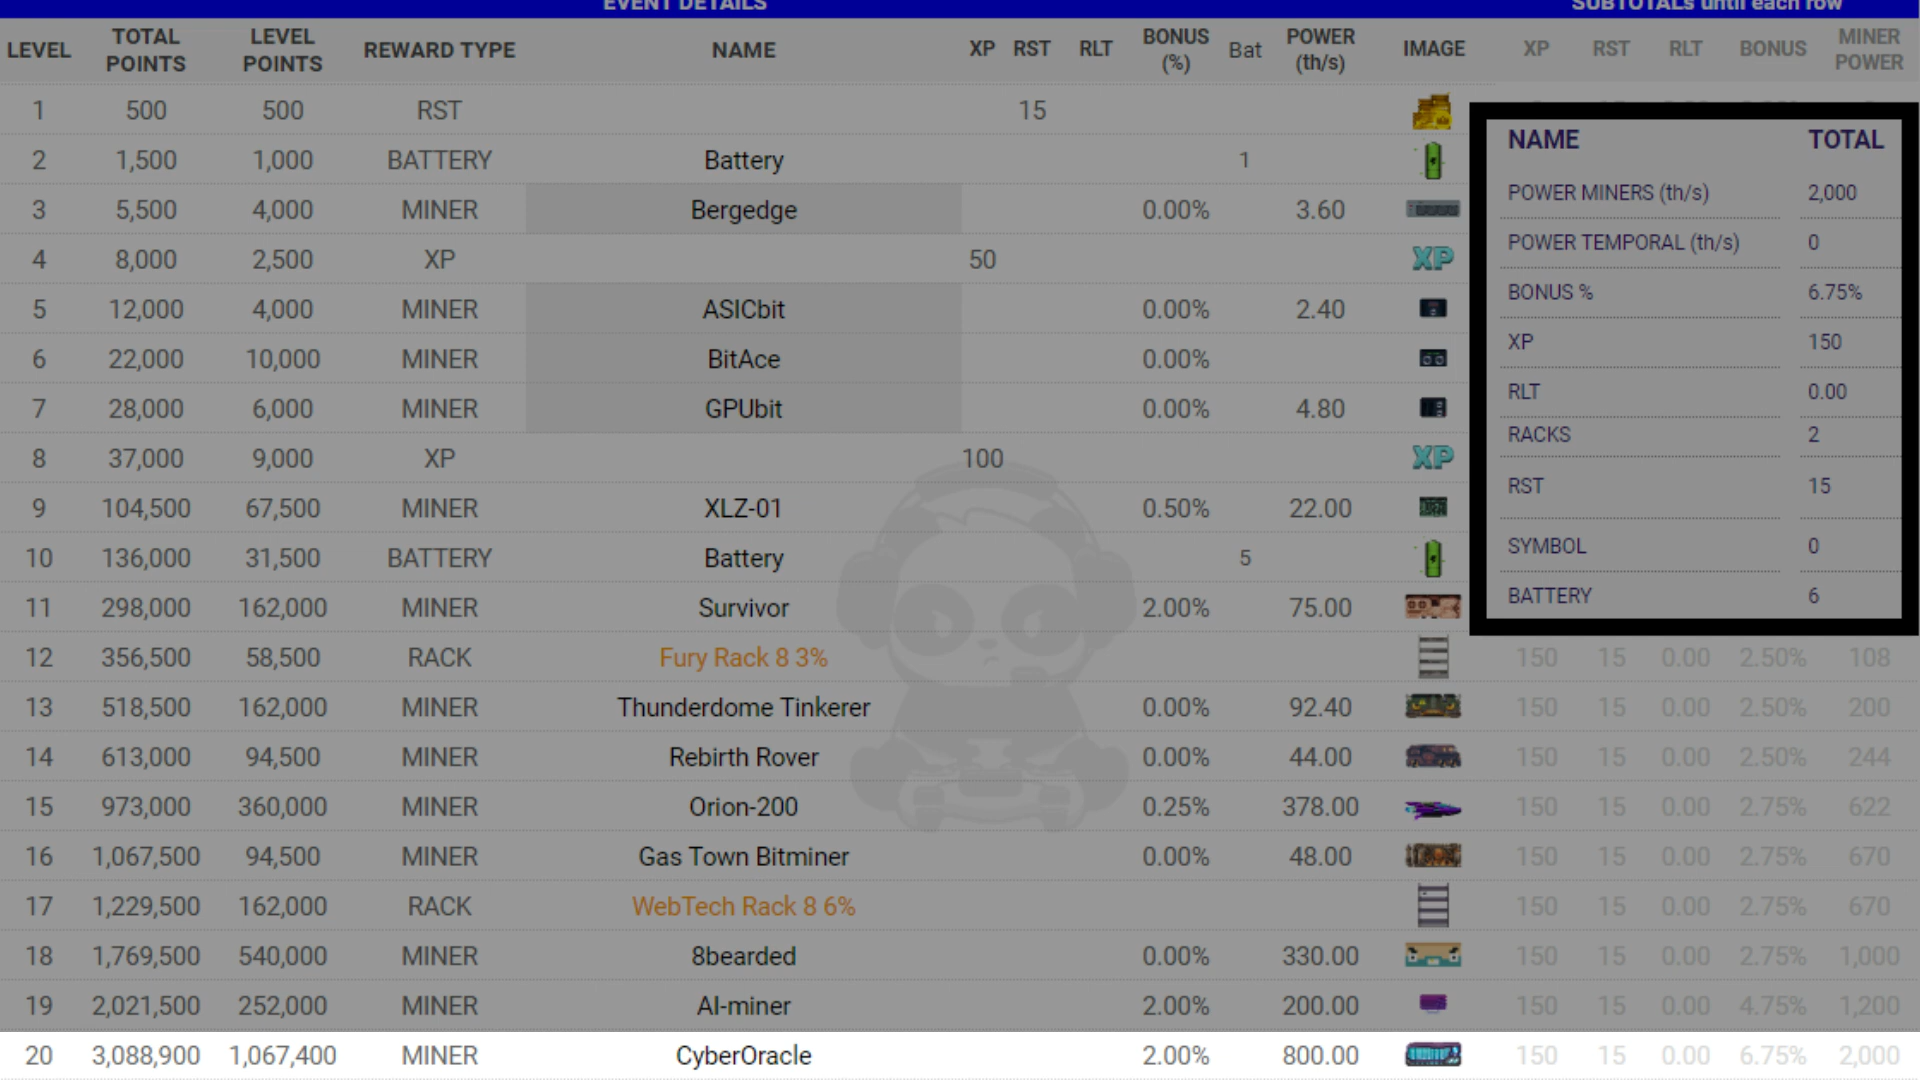 EVENT DETAILS SUBTOTALs until each row
LEVEL TOTAL POINTS LEVEL POINTS REWARD TYPE NAME XP RST RLT BONUS (%) Bat POWER (th/s) IMAGE XP RST RLT BONUS MINER POWER
1 500 500 RST 15
2 1,500 1,000 BATTERY Battery 1
3 5,500 4,000 MINER Bergedge 0.00% 3.60
4 8,000 2,500 XP 50 XP
5 12,000 4,000 MINER ASICbit 0.00% 2.40
6 22,000 10,000 MINER BitAce 0.00%
7 28,000 6,000 MINER GPUbit 0.00% 4.80
8 37,000 9,000 XP 100 XP
9 104,500 67,500 MINER XLZ-01 0.50% 22.00
10 136,000 31,500 BATTERY Battery 5
11 298,000 162,000 MINER Survivor 2.00% 75.00
12 356,500 58,500 RACK Fury Rack 8 3% 150 15 0.00 2.50% 108
13 518,500 162,000 MINER Thunderdome Tinkerer 0.00% 92.40 150 15 0.00 2.50% 200
14 613,000 94,500 MINER Rebirth Rover 0.00% 44.00 150 15 0.00 2.50% 244
15 973,000 360,000 MINER Orion-200 0.25% 378.00 150 15 0.00 2.75% 622
16 1,067,500 94,500 MINER Gas Town Bitminer 0.00% 48.00 150 15 0.00 2.75% 670
17 1,229,500 162,000 RACK WebTech Rack 8 6% 150 15 0.00 2.75% 670
18 1,769,500 540,000 MINER 8bearded 0.00% 330.00 150 15 0.00 2.75% 1,000
19 2,021,500 252,000 MINER AI-miner 2.00% 200.00 150 15 0.00 4.75% 1,200
20 3,088,900 1,067,400 MINER CyberOracle 2.00% 800.00 150 15 0.00 6.75% 2,000
NAME TOTAL
POWER MINERS (th/s) 2,000
POWER TEMPORAL (th/s) 0
BONUS % 6.75%
XP 150
RLT 0.00
RACKS 2
RST 15
SYMBOL 0
BATTERY 6